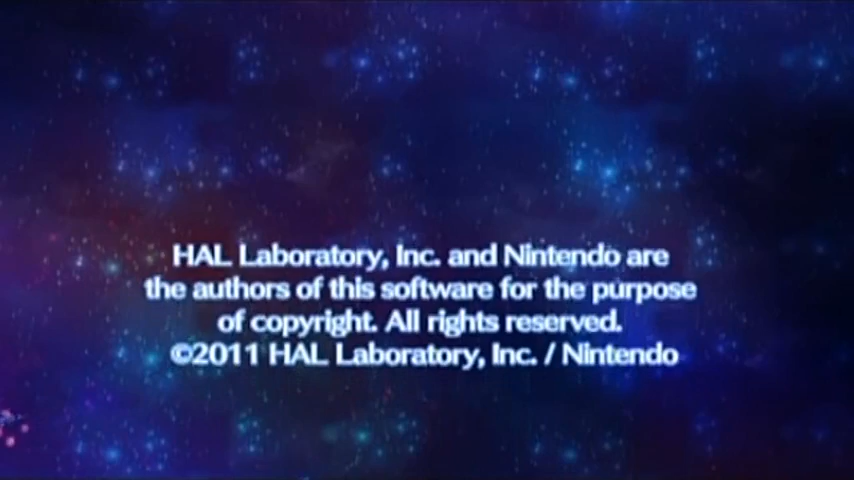 HAL Laboratory, Inc. and Nintendo are
the authors of this software for the purpose
of copyright. All rights reserved.
©2011 HAL Laboratory, Inc. / Nintendo